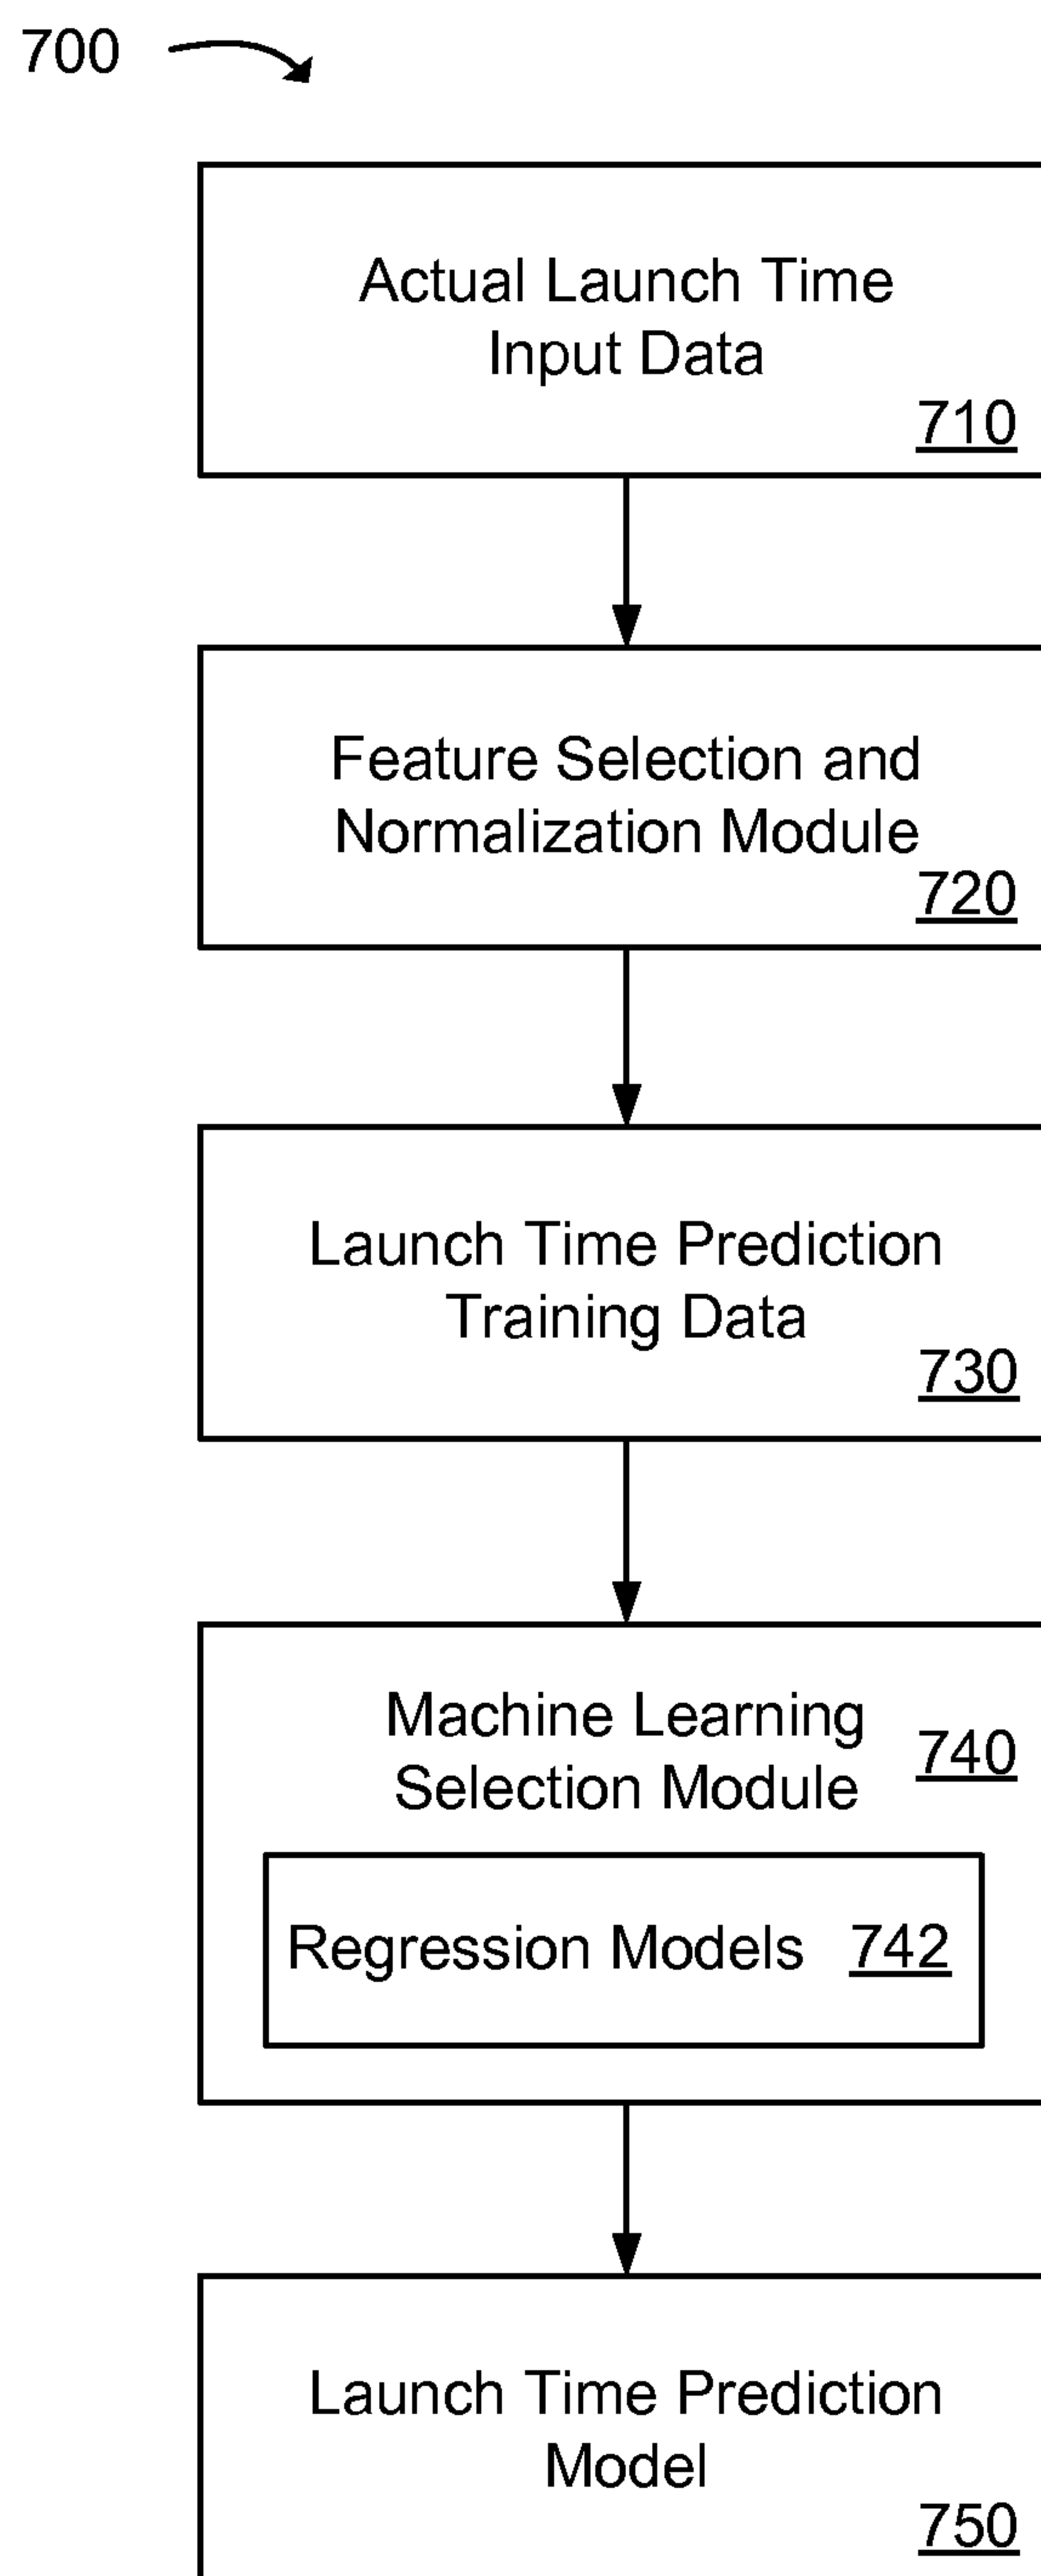 700
Actual Launch Time
Input Data
710
Feature Selection and
Normalization Module
720
Launch Time Prediction
Training Data
730
Machine Learning
Selection Module
740
Regression Models 742
Launch Time Prediction
Model
750